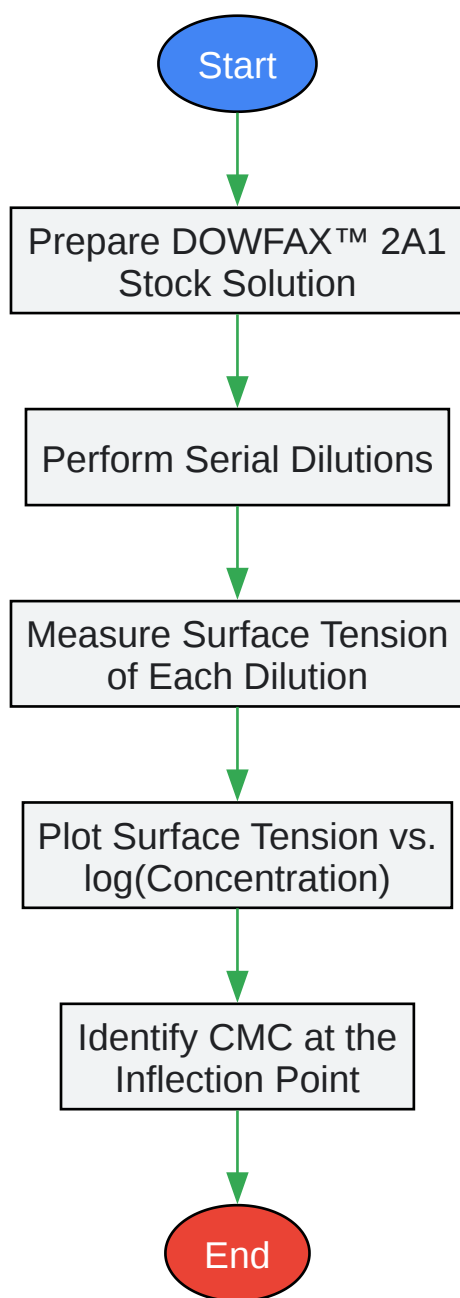 Start
Prepare DOWFAX™ 2A1
Stock Solution
Perform Serial Dilutions
Measure Surface Tension
of Each Dilution
Plot Surface Tension vs.
log(Concentration)
Identify CMC at the
Inflection Point
End